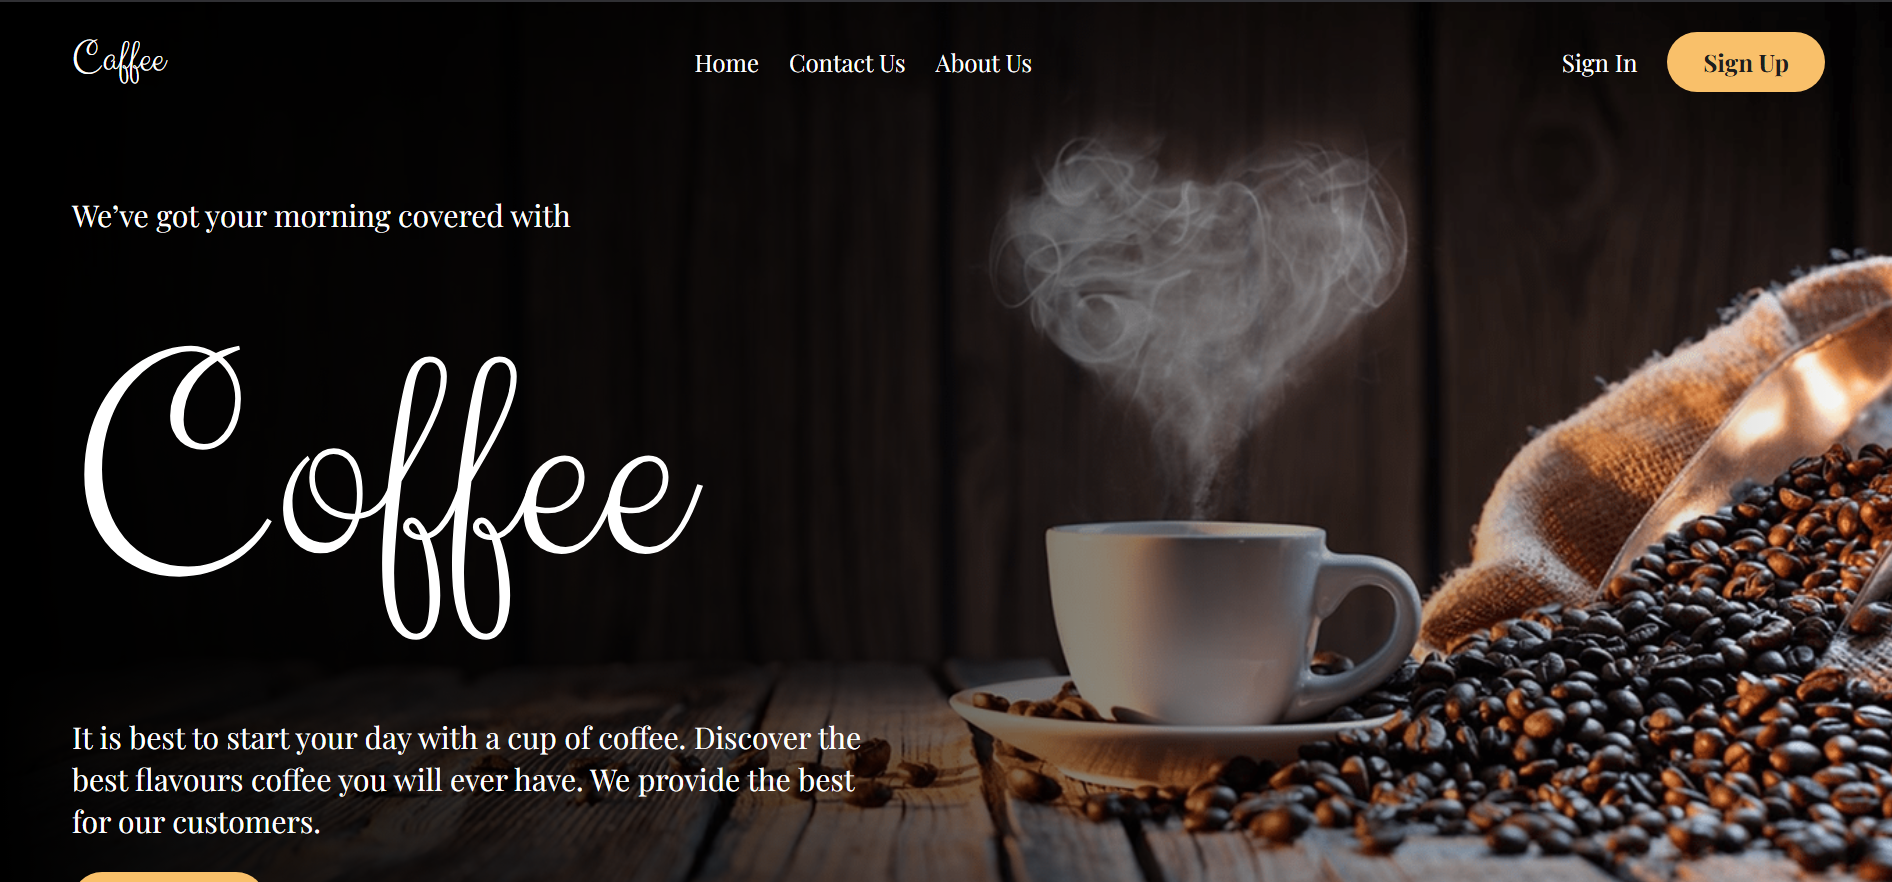 Coffee
Home
Contact Us
About Us
Sign In
Sign Up
We’ve got your morning covered with
Coffee
It is best to start your day with a cup of coffee. Discover the
best flavours coffee you will ever have. We provide the best
for our customers.